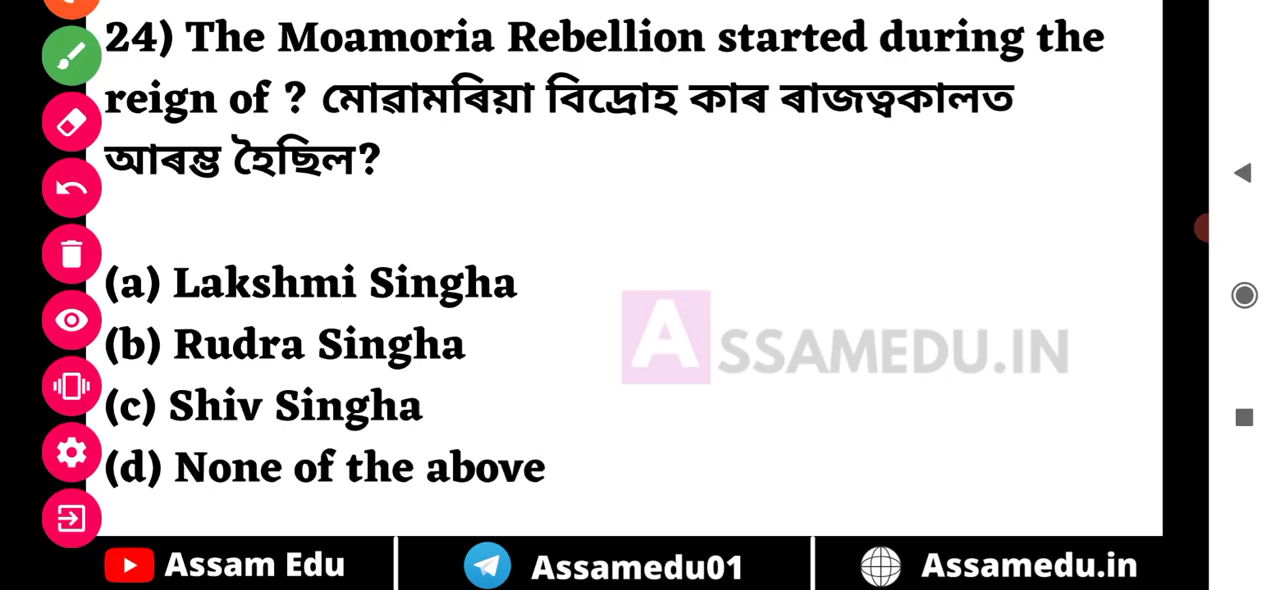 24) The Moamoria Rebellion started during the
reign of ? মোৱামৰিয়া বিদ্ৰোহ কাৰ ৰাজত্বকালত
আৰম্ভ হৈছিল?
(a) Lakshmi Singha
(b) Rudra Singha
(c) Shiv Singha
(d) None of the above
ASSAMEDU.IN
Assam Edu
Assamedu01
Assamedu.in